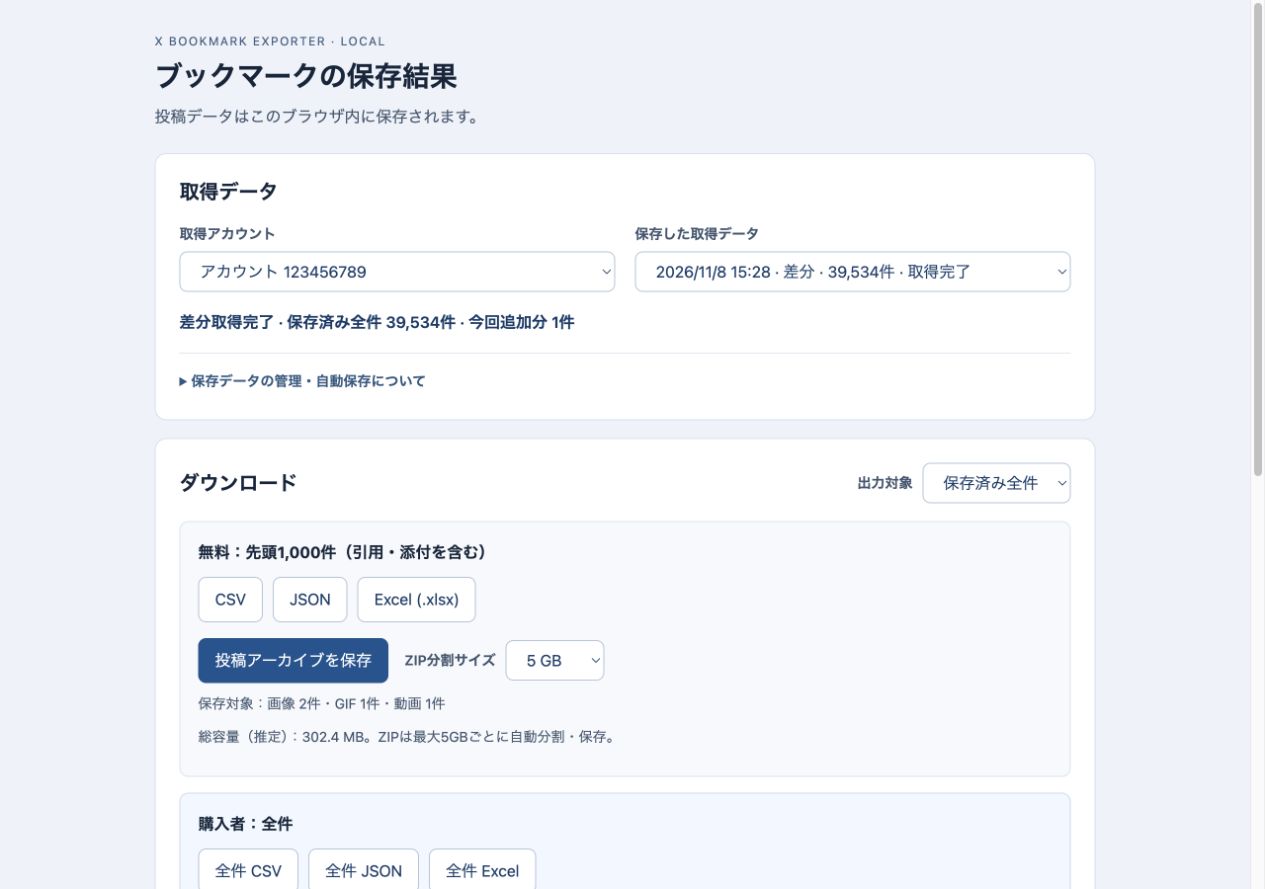 X BOOKMARK EXPORTER · LOCAL
ブックマークの保存結果
投稿データはこのブラウザ内に保存されます。
取得データ
取得アカウント
保存した取得データ
アカウント 123456789
2026/11/8 15:28 · 差分 · 39,534件 · 取得完了
差分取得完了 · 保存済み全件 39,534件 · 今回追加分 1件
▶ 保存データの管理・自動保存について
ダウンロード
出力対象
保存済み全件
無料：先頭1,000件（引用・添付を含む）
CSV
JSON
Excel (.xlsx)
投稿アーカイブを保存
ZIP分割サイズ
5 GB
保存対象：画像 2件・GIF 1件・動画 1件
総容量（推定）：302.4 MB。ZIPは最大5GBごとに自動分割・保存。
購入者：全件
全件 CSV
全件 JSON
全件 Excel